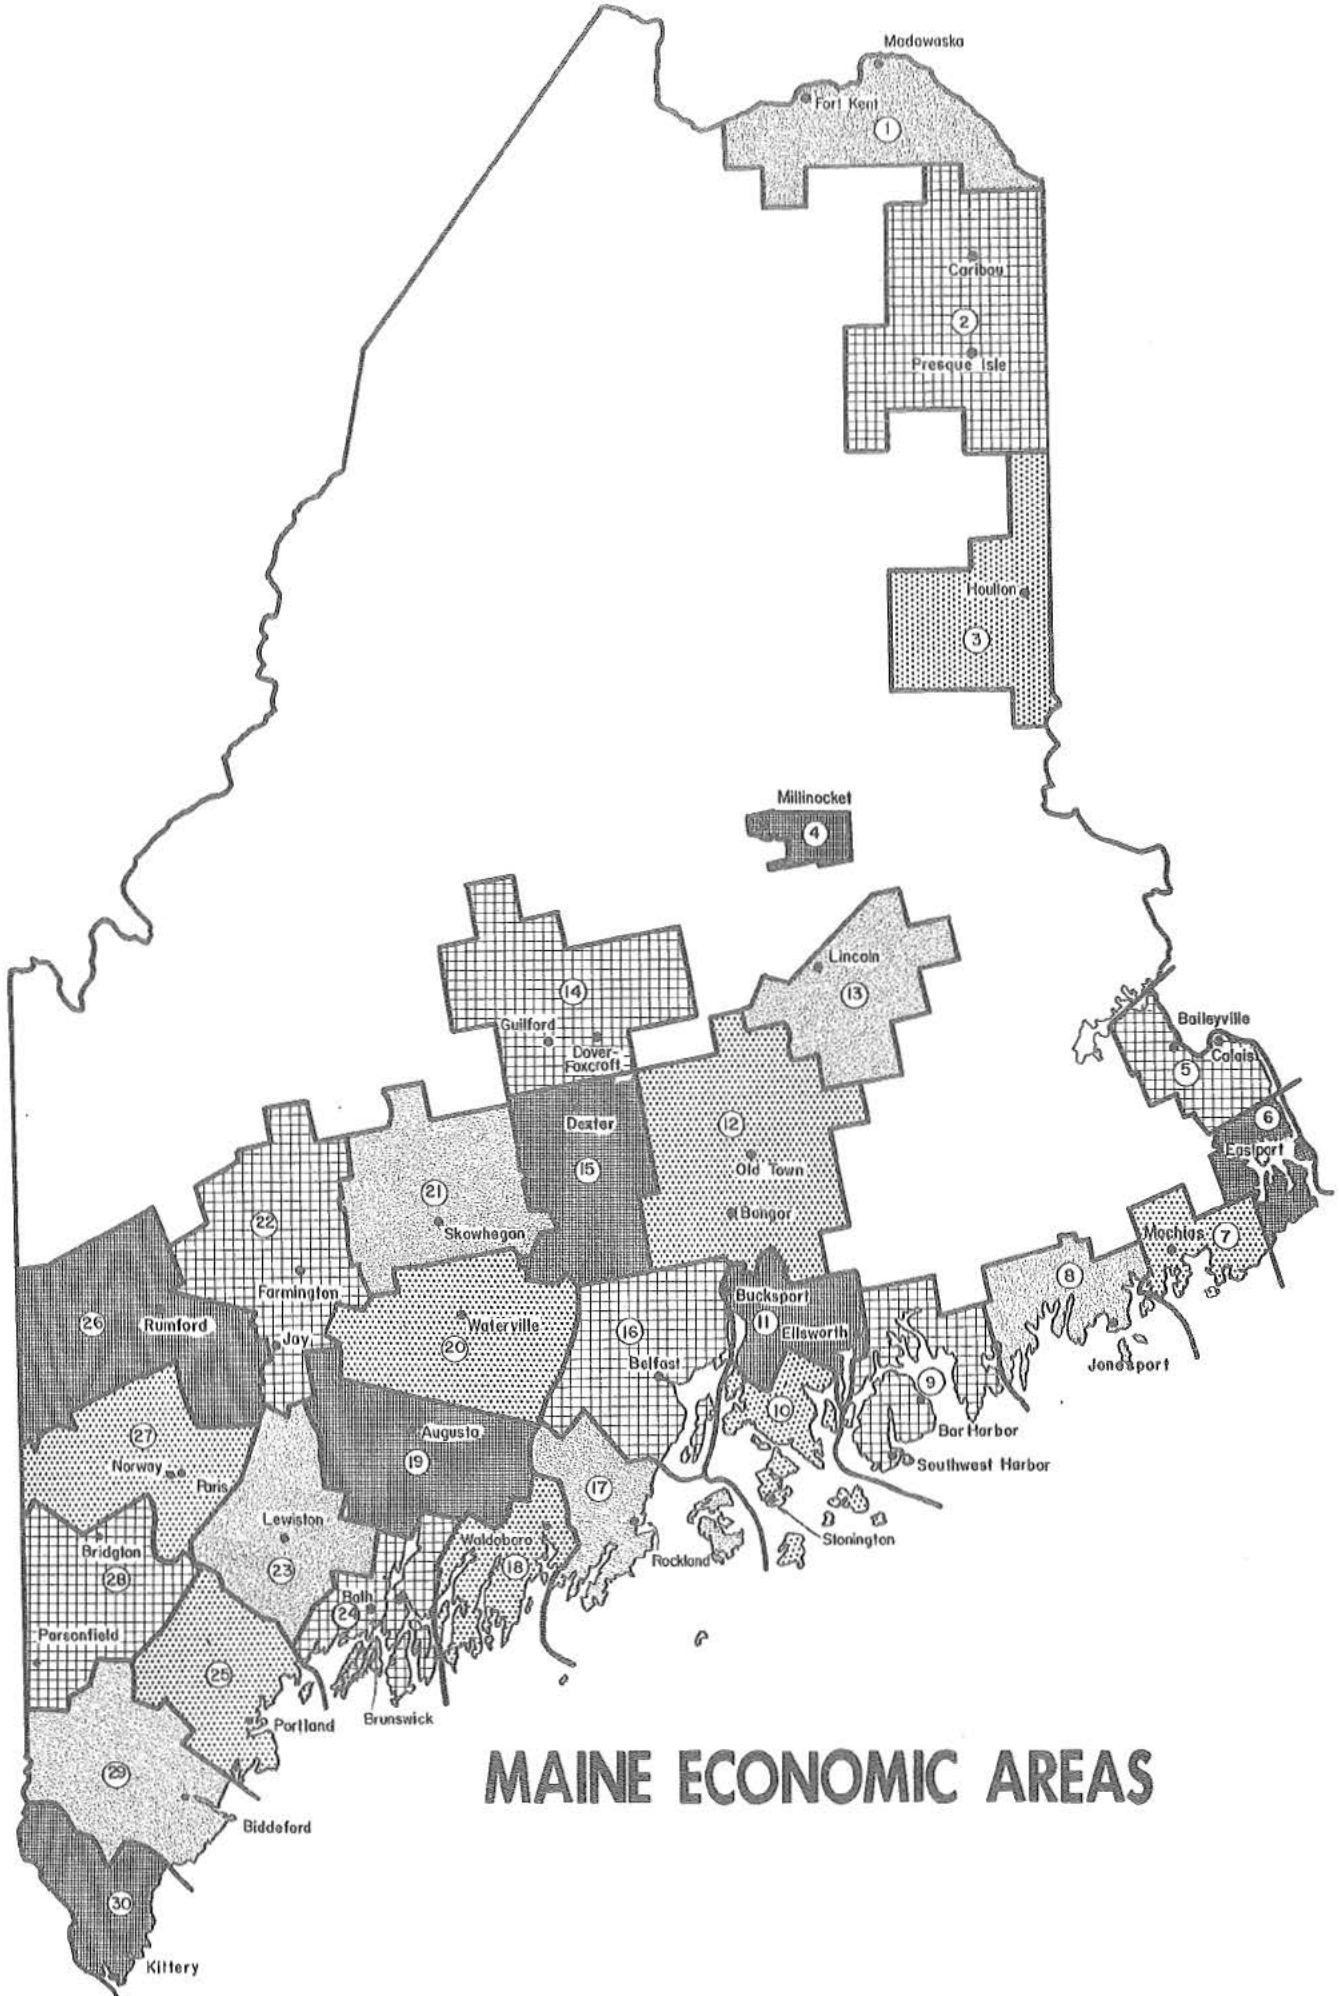 Madawaska
Fort Kent
1
Caribou
2
Presque Isle
Houlton
3
Millinocket
4
Lincoln
13
14
Guilford
Dover-
Foxcroft
Baileyville
Calais
5
6
Eastport
Dexter
15
12
Old Town
Bangor
21
Skowhegan
22
Farmington
Jay
Machias
7
8
Jonesport
Bucksport
11
Ellsworth
26
Rumford
Waterville
20
16
Belfast
9
Bar Harbor
Southwest Harbor
10
Stonington
27
Norway
Paris
Augusta
19
17
Rockland
Lewiston
23
Waldoboro
18
Bridgton
28
Bath
24
Parsonfield
25
Portland
Brunswick
MAINE ECONOMIC AREAS
29
Biddeford
30
Kittery